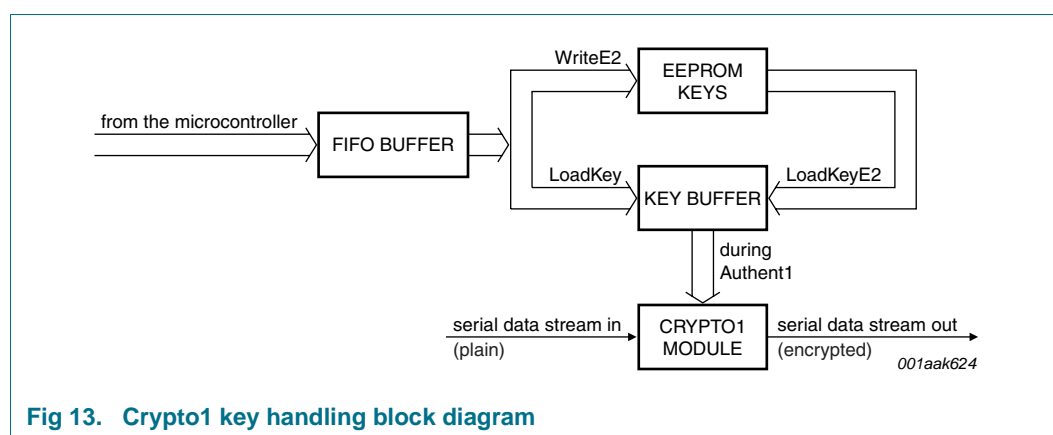 WriteE2
EEPROM
KEYS
from the microcontroller
FIFO BUFFER
LoadKey
KEY BUFFER
LoadKeyE2
during
Authent1
serial data stream in
(plain)
CRYPTO1
MODULE
serial data stream out
(encrypted)
001aak624
Fig 13. Crypto1 key handling block diagram